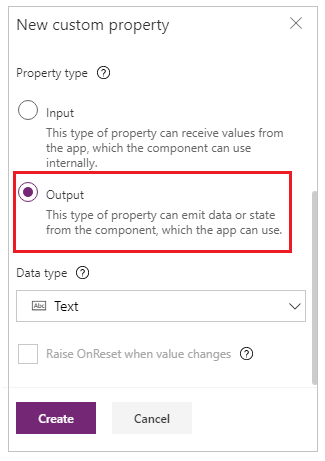 New custom property
Property type
Input
This type of property can receive values from
the app, which the component can use
internally.
Output
This type of property can emit data or state
from the component, which the app can use.
Data type
Abc Text
Raise OnReset when value changes
Create Cancel